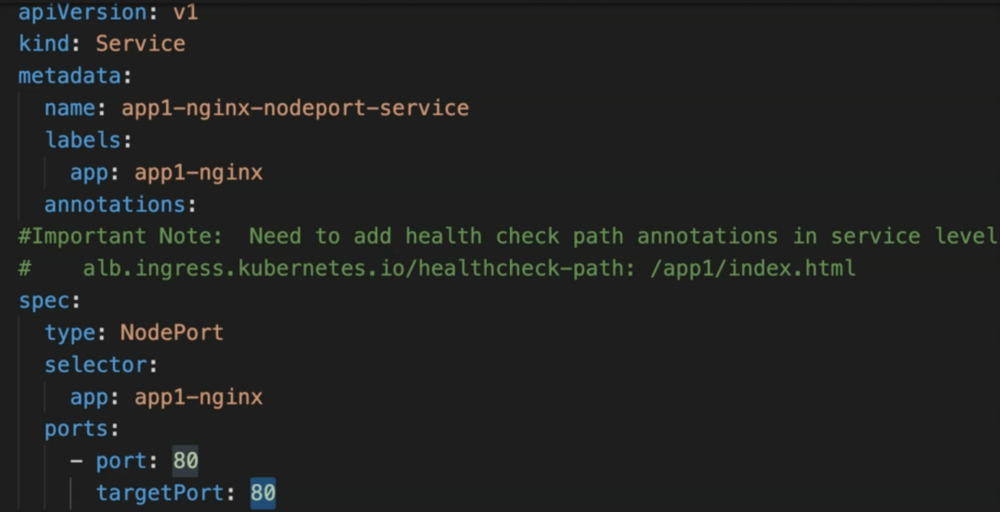 apiVersion: v1
kind: Service
metadata:
  name: app1-nginx-nodeport-service
  labels:
    app: app1-nginx
  annotations:
#Important Note:  Need to add health check path annotations in service level
#    alb.ingress.kubernetes.io/healthcheck-path: /app1/index.html
spec:
  type: NodePort
  selector:
    app: app1-nginx
  ports:
    - port: 80
      targetPort: 80